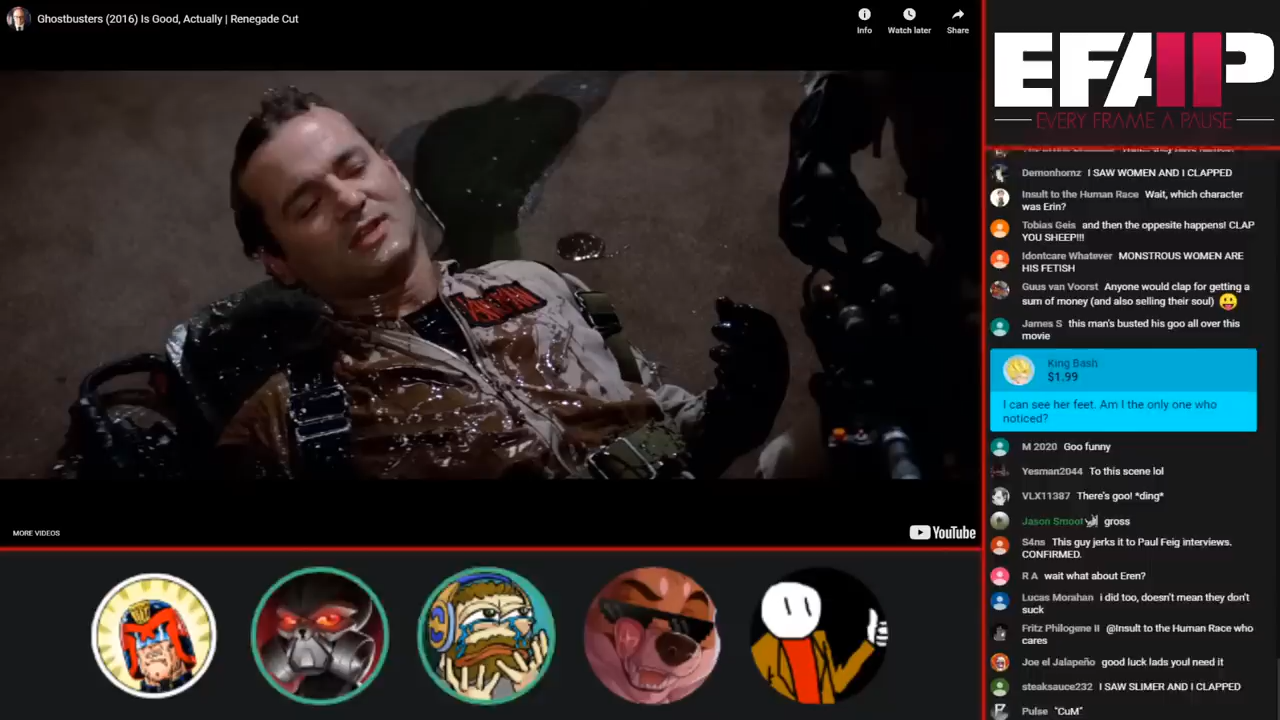 Ghostbusters (2016) Is Good, Actually | Renegade Cut
Info
Watch later
Share
VENKMAN
MORE VIDEOS
YouTube
EFAP
EVERY FRAME A PAUSE
Demonhornz I SAW WOMEN AND I CLAPPED
Insult to the Human Race Wait, which character
was Erin?
Tobias Geis and then the opposite happens! CLAP
YOU SHEEP!!!
Idontcare Whatever MONSTROUS WOMEN ARE
HIS FETISH
Guus van Voorst Anyone would clap for getting a
sum of money (and also selling their soul) 😛
James S this man's busted his goo all over this
movie
King Bash
$1.99
I can see her feet. Am I the only one who
noticed?
M 2020 Goo funny
Yesman2044 To this scene lol
VLX11387 There's goo! *ding*
Jason Smoot gross
S4ns This guy jerks it to Paul Feig interviews.
CONFIRMED.
R A wait what about Eren?
Lucas Morahan i did too, doesn't mean they don't
suck
Fritz Philogene II @Insult to the Human Race who
cares
Joe el Jalapeño good luck lads youl need it
steaksauce232 I SAW SLIMER AND I CLAPPED
Pulse "CuM"